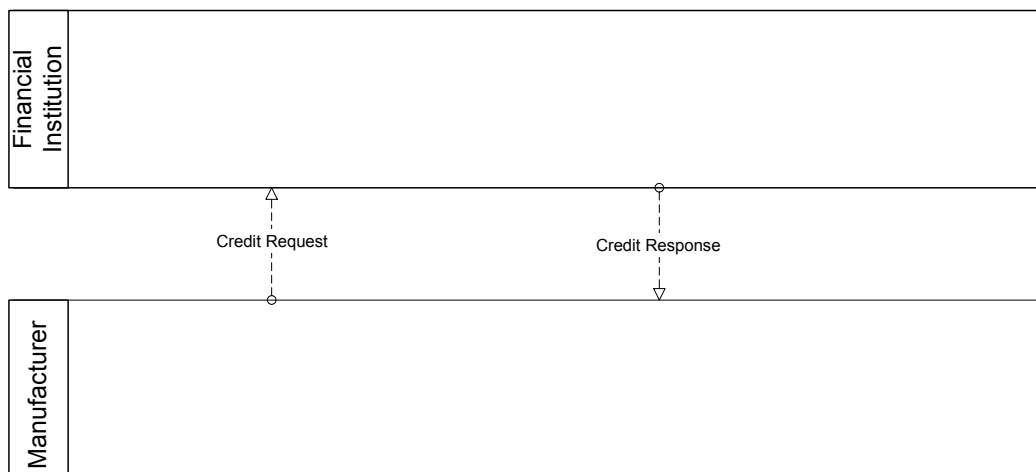 Financial
Institution
Credit Request
Credit Response
Manufacturer